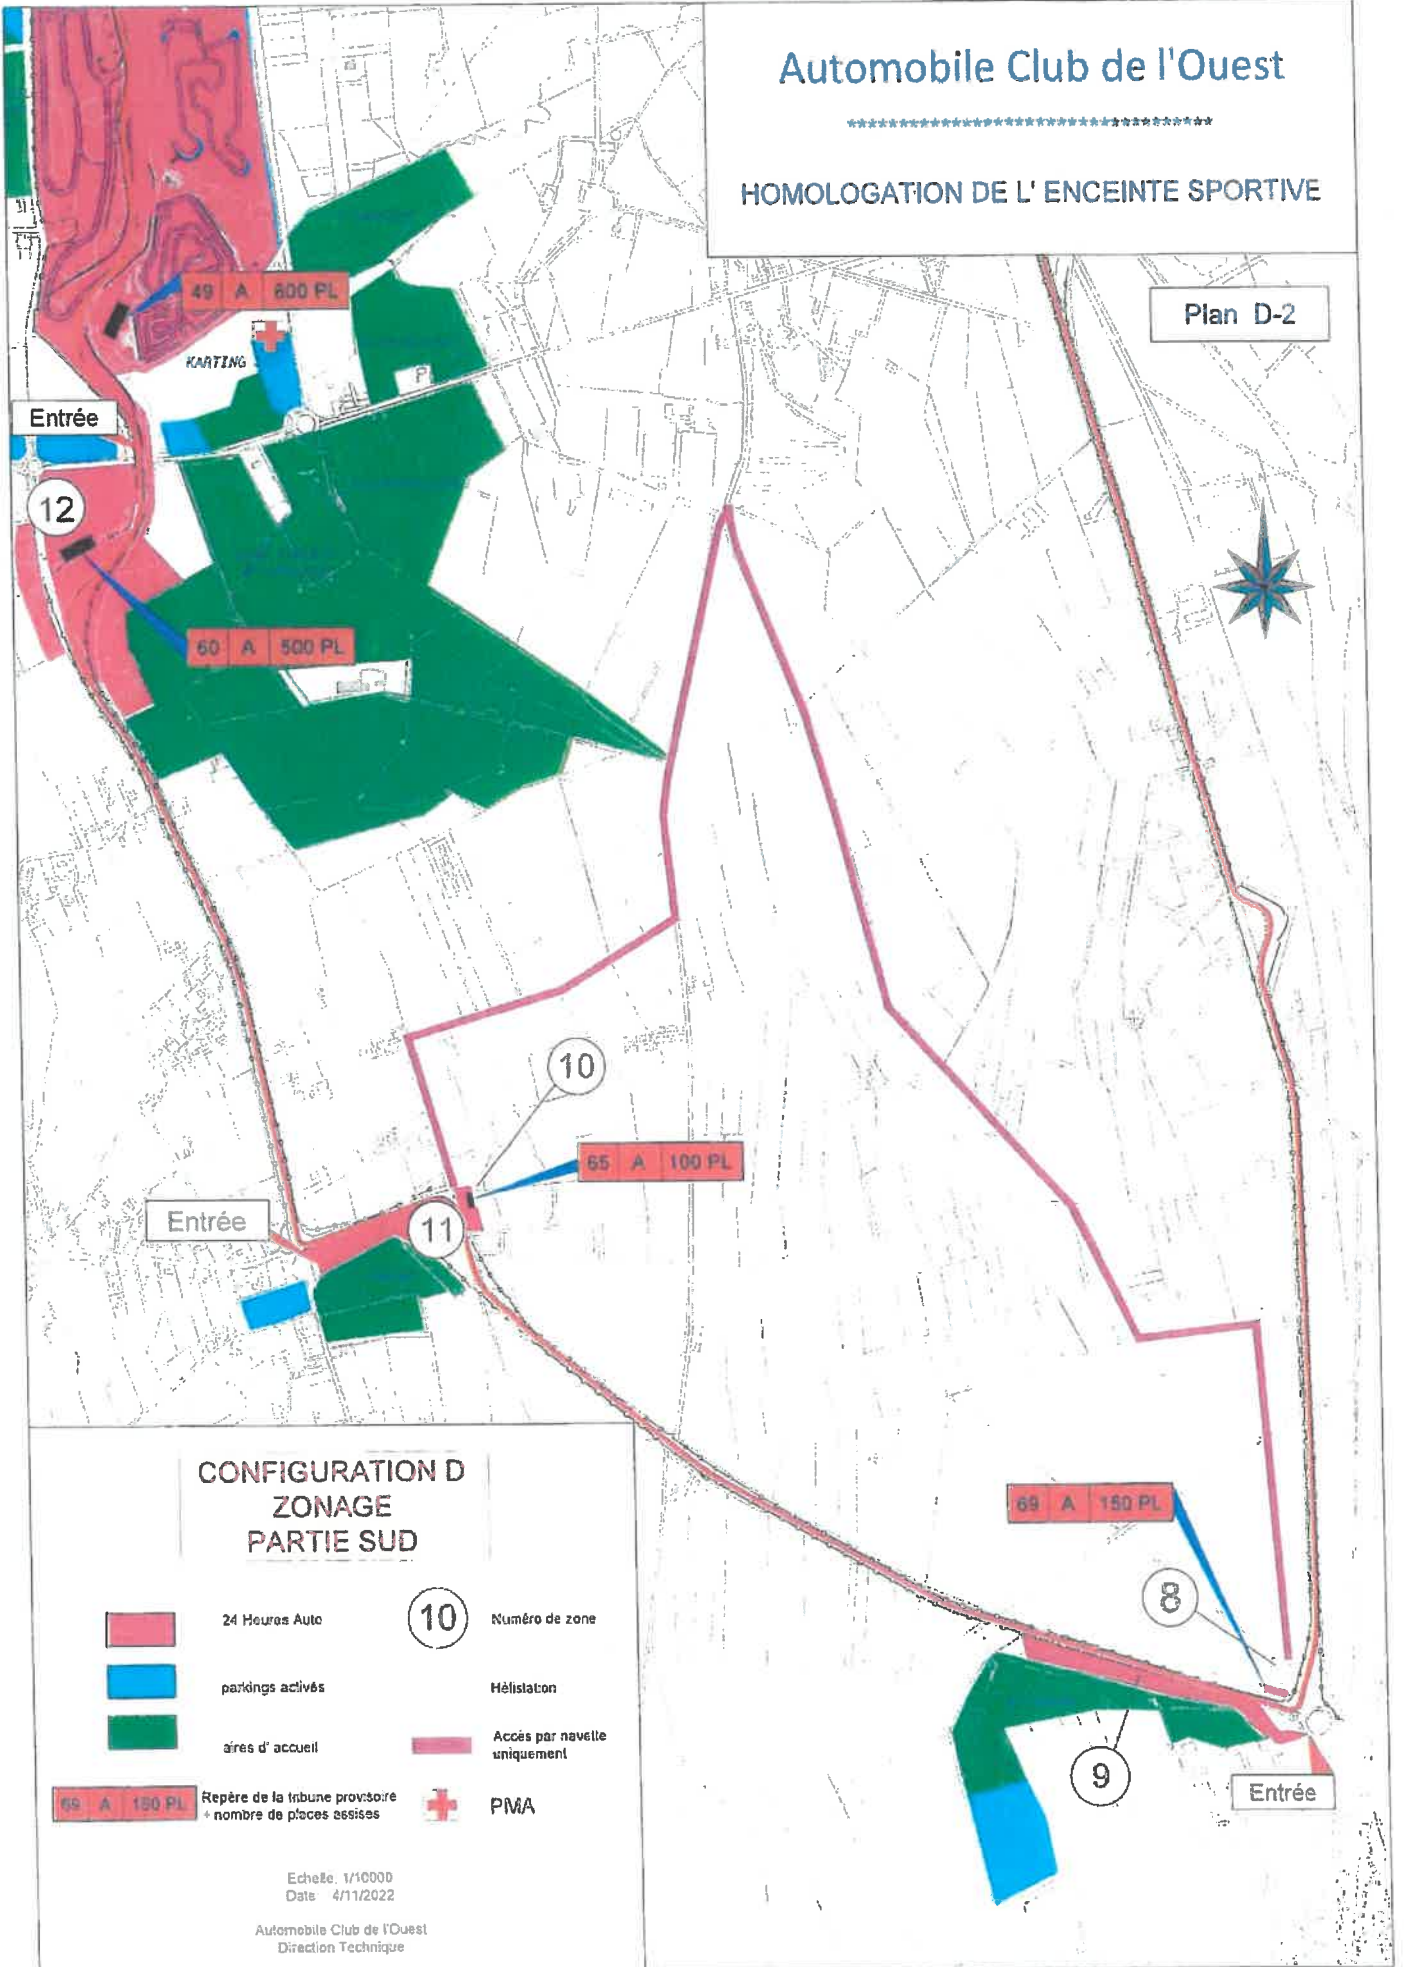 Automobile Club de l'Ouest
************************************
HOMOLOGATION DE L' ENCEINTE SPORTIVE
Plan D-2
49 A 600 PL
KARTING
P
Entrée
12
60 A 500 PL
10
65 A 100 PL
Entrée
11
69 A 150 PL
8
9
Entrée
CONFIGURATION D
ZONAGE
PARTIE SUD
24 Heures Auto
10 Numéro de zone
parkings activés
Hélistation
aires d' accueil
Accès par navette
uniquement
69 A 150 PL
Repère de la tribune provisoire
+ nombre de places assises
PMA
Echelle. 1/10000
Date 4/11/2022
Automobile Club de l'Ouest
Direction Technique